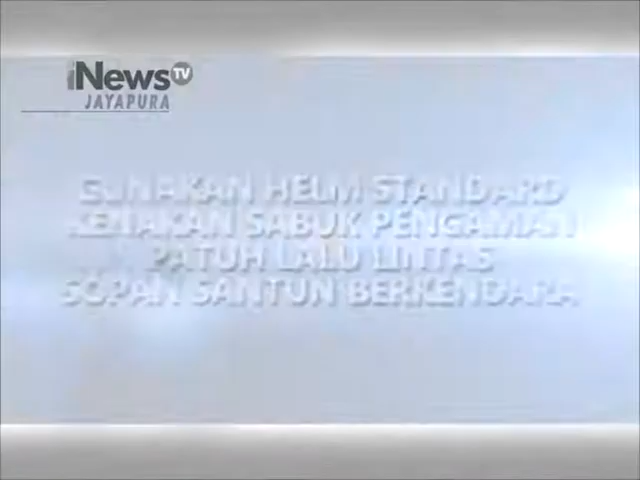 iNews TV
JAYAPURA
GUNAKAN HELM STANDARD
KENAKAN SABUK PENGAMAN
PATUH LALU LINTAS
SOPAN SANTUN BERKENDARA